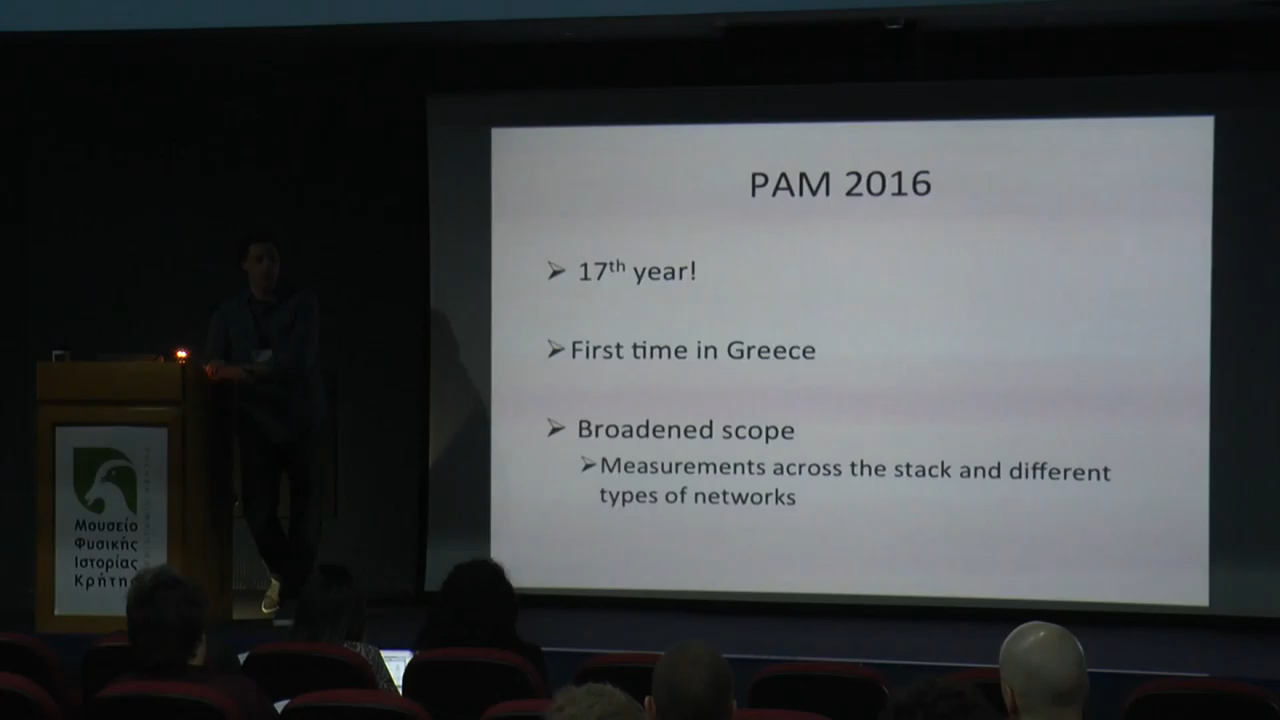 PAM 2016
➢ 17th year!
➢ First time in Greece
➢ Broadened scope
➢ Measurements across the stack and different
types of networks
Μουσείο
Φυσικής
Ιστορίας
Κρήτης